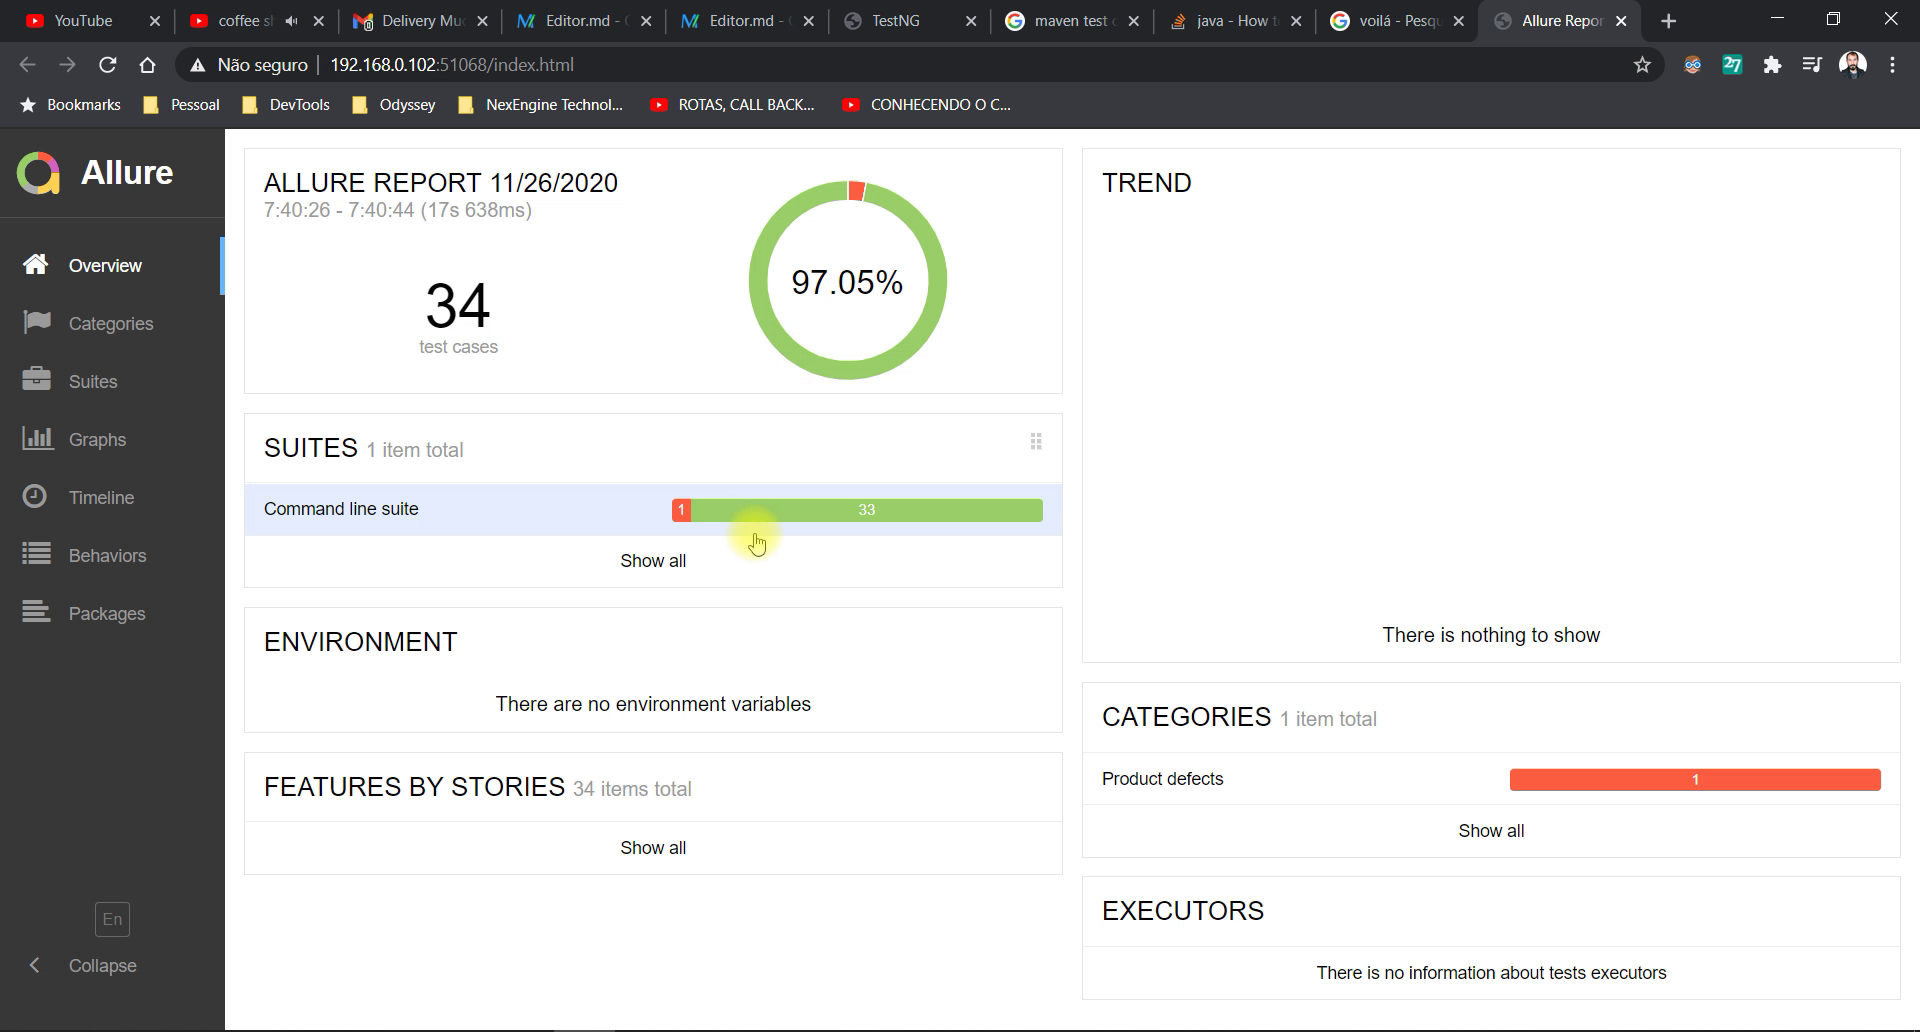 YouTube
coffee s
Delivery Mu
Editor.md -
Editor.md -
TestNG
maven test
java - How t
voilá - Pesqu
Allure Repor
Não seguro
192.168.0.102:51068/index.html
27
Bookmarks
Pessoal
DevTools
Odyssey
NexEngine Technol...
ROTAS, CALL BACK...
CONHECENDO O C...
Allure
Overview
Categories
Suites
Graphs
Timeline
Behaviors
Packages
En
Collapse
ALLURE REPORT 11/26/2020
7:40:26 - 7:40:44 (17s 638ms)
34
test cases
97.05%
SUITES 1 item total
Command line suite
1
33
Show all
ENVIRONMENT
There are no environment variables
FEATURES BY STORIES 34 items total
Show all
TREND
There is nothing to show
CATEGORIES 1 item total
Product defects
1
Show all
EXECUTORS
There is no information about tests executors